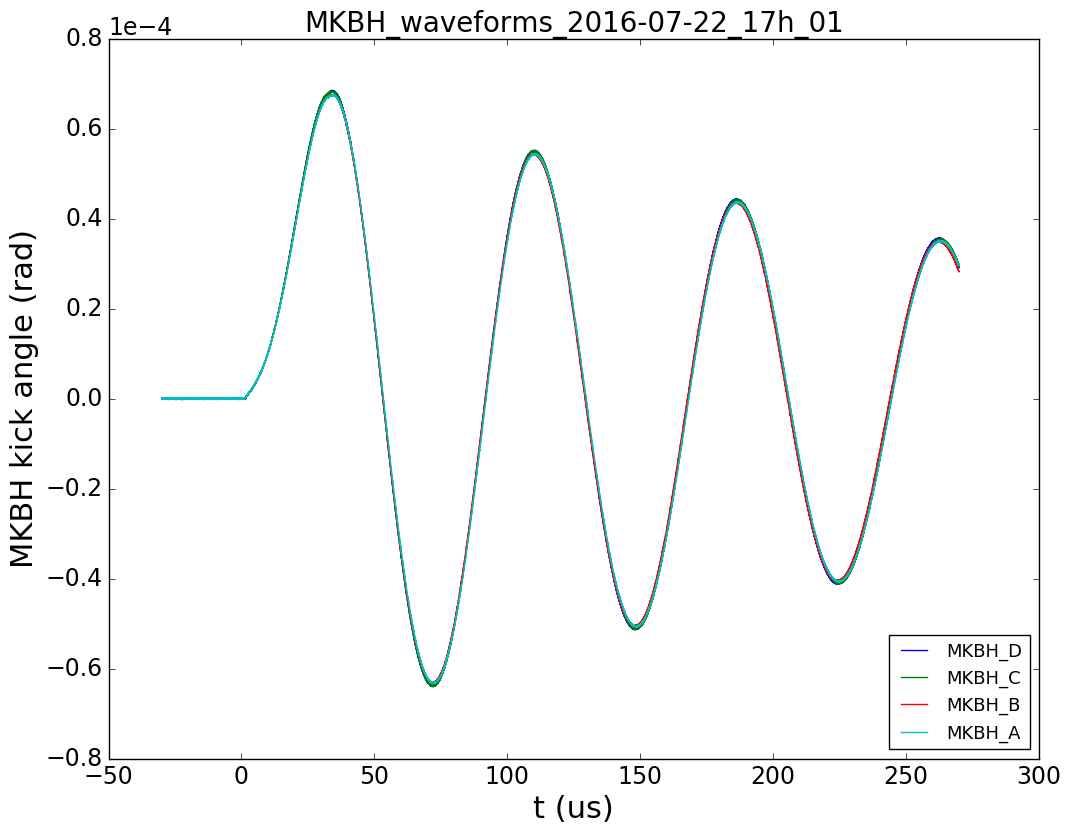 MKBH_waveforms_2016-07-22_17h_01
1e−4
0.8
0.6
0.4
0.2
0.0
−0.2
−0.4
−0.6
−0.8
MKBH kick angle (rad)
MKBH_D
MKBH_C
MKBH_B
MKBH_A
−50 0 50 100 150 200 250 300
t (us)